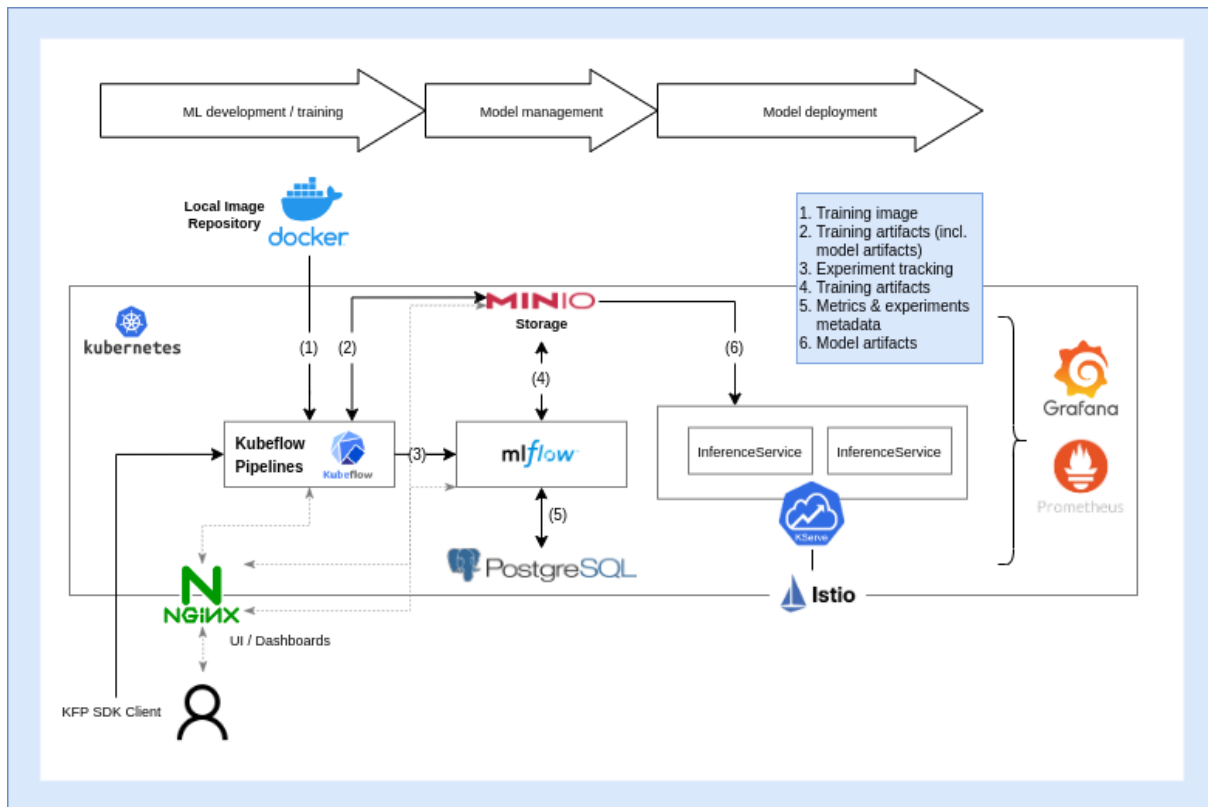 ML development / training
Model management
Model deployment
Local Image
Repository
docker
1. Training image
2. Training artifacts (incl.
model artifacts)
3. Experiment tracking
4. Training artifacts
5. Metrics & experiments
metadata
6. Model artifacts
kubernetes
MINIO
Storage
(1)
(2)
(4)
(6)
Grafana
Prometheus
Kubeflow
Pipelines
Kubeflow
(3)
mlflow
InferenceService
InferenceService
KServe
(5)
PostgreSQL
Istio
N
NGINX
UI / Dashboards
KFP SDK Client